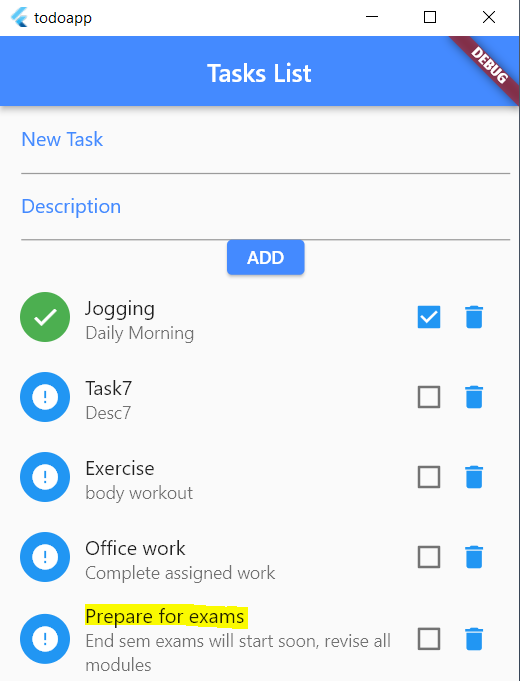 todoapp
Tasks List
DEBUG
New Task
Description
ADD
Jogging
Daily Morning
Task7
Desc7
Exercise
body workout
Office work
Complete assigned work
Prepare for exams
End sem exams will start soon, revise all
modules